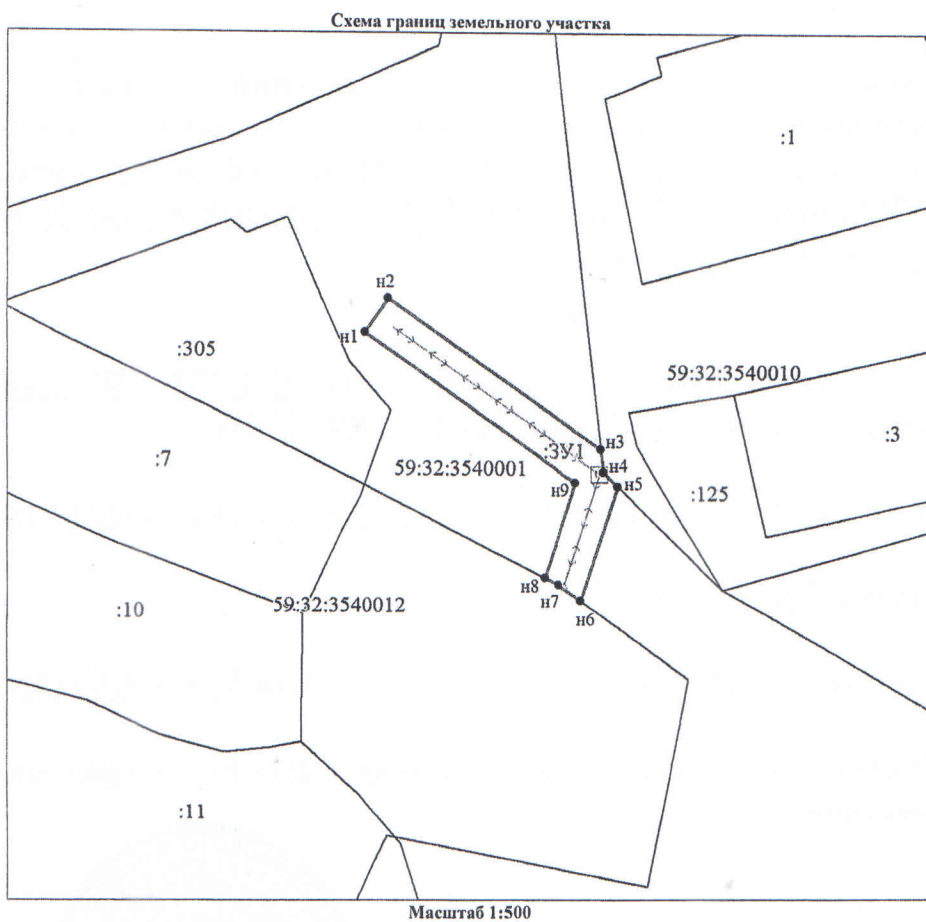 Схема границ земельного участка
:1
н2
н1
:305
59:32:3540010
н3
:3
:ЗУ1
:7
н4
59:32:3540001
н9
н5
:125
н8
н7
н6
59:32:3540012
:10
:11
Масштаб 1:500